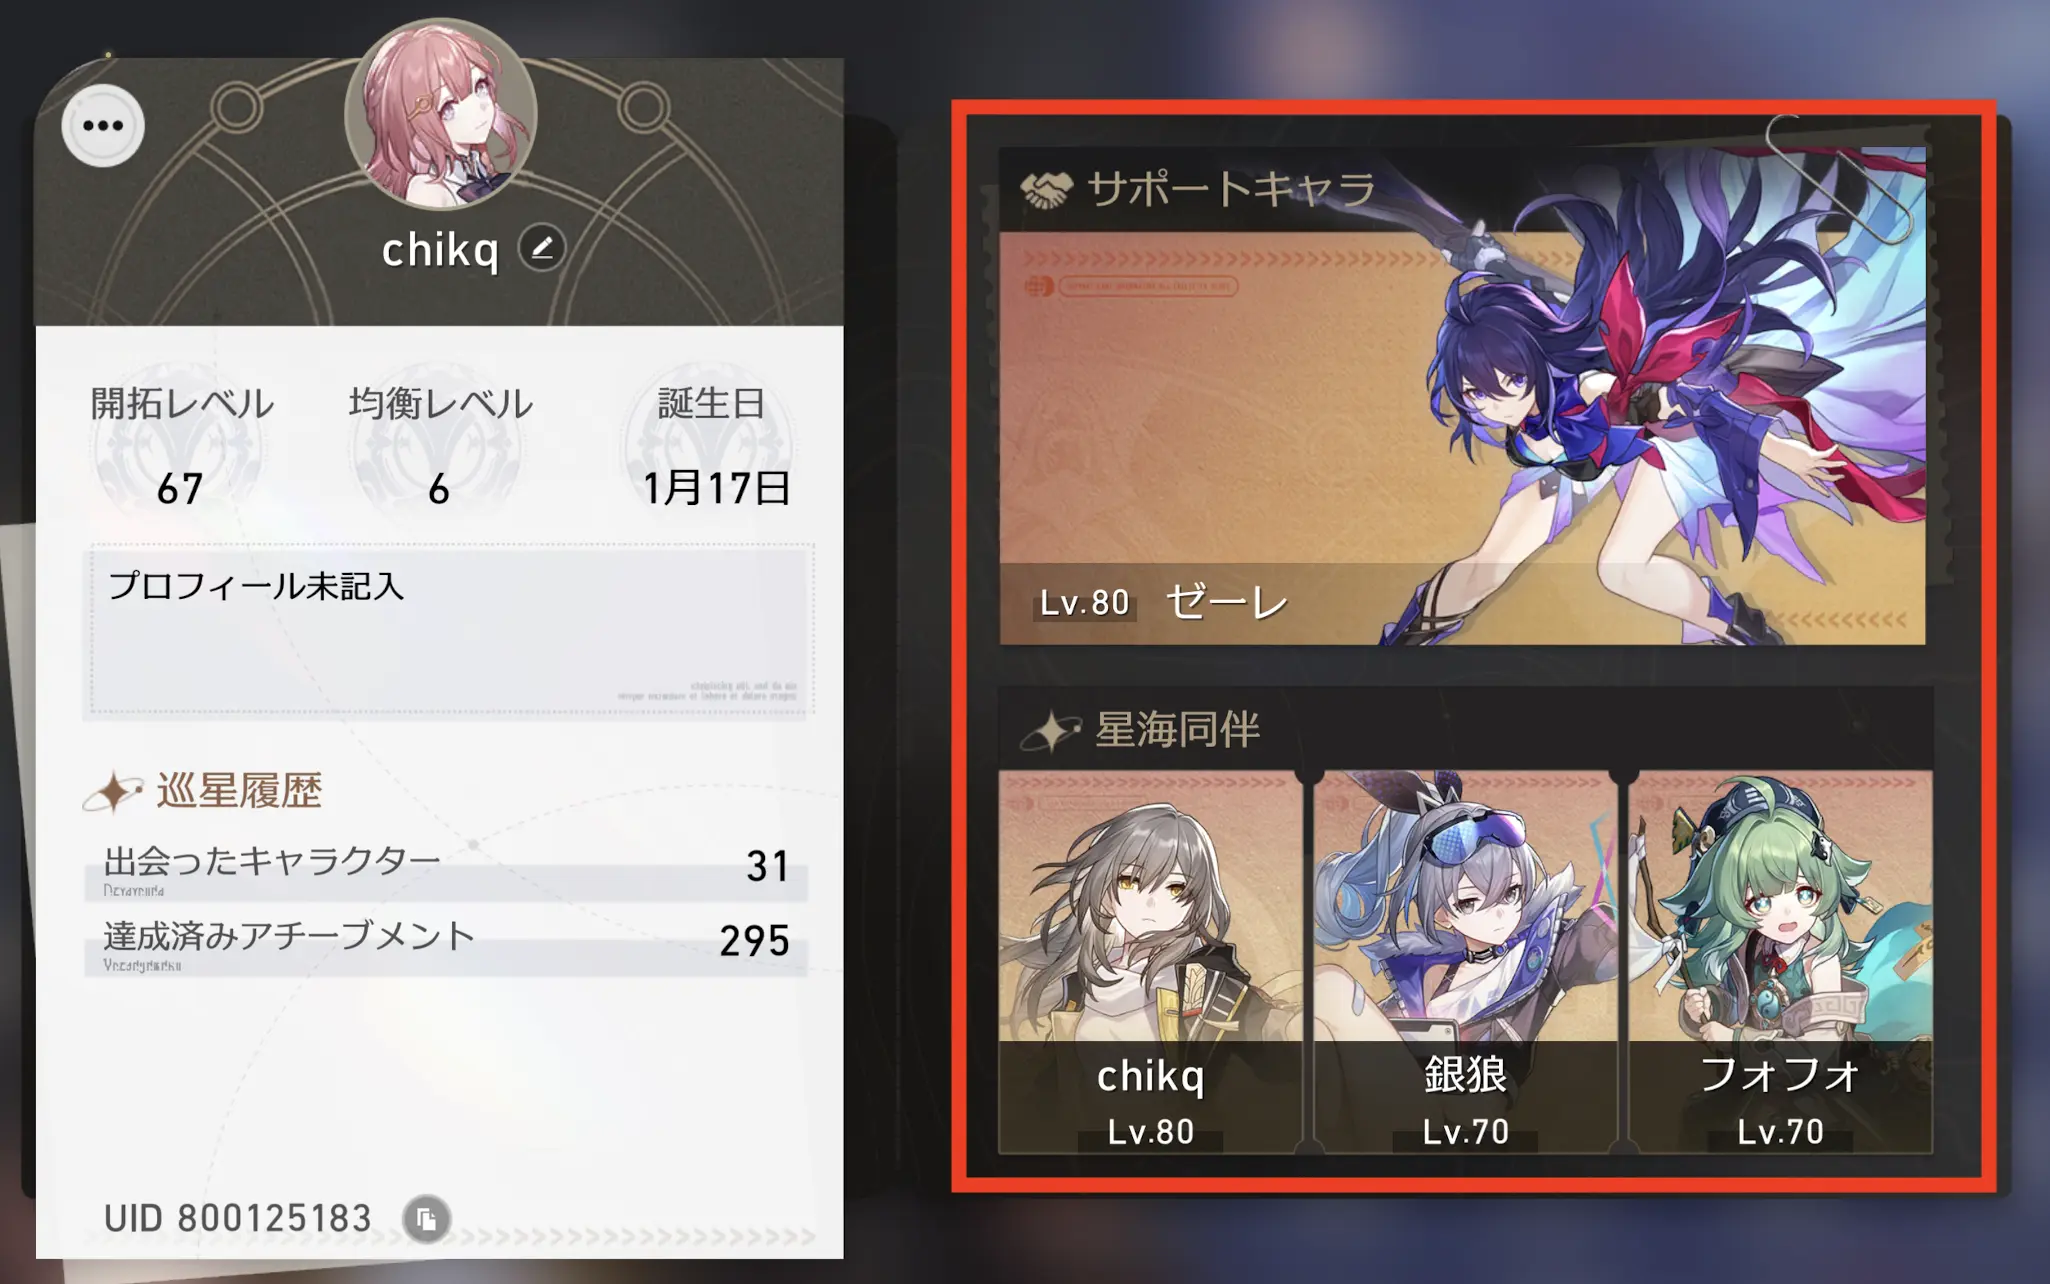 chikq
開拓レベル
均衡レベル
誕生日
67
6
1月17日
プロフィール未記入
巡星履歴
出会ったキャラクター
31
達成済みアチーブメント
295
UID 800125183
サポートキャラ
Lv.80 ゼーレ
星海同伴
chikq
Lv.80
銀狼
Lv.70
フォフォ
Lv.70